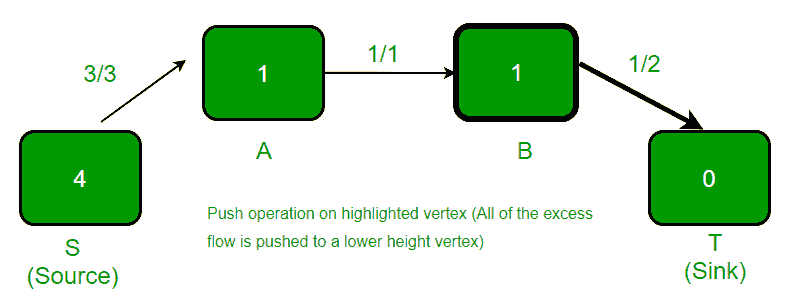 3/3
1
1/1
1
1/2
4
A
B
0
S
(Source)
Push operation on highlighted vertex (All of the excess
flow is pushed to a lower height vertex)
T
(Sink)